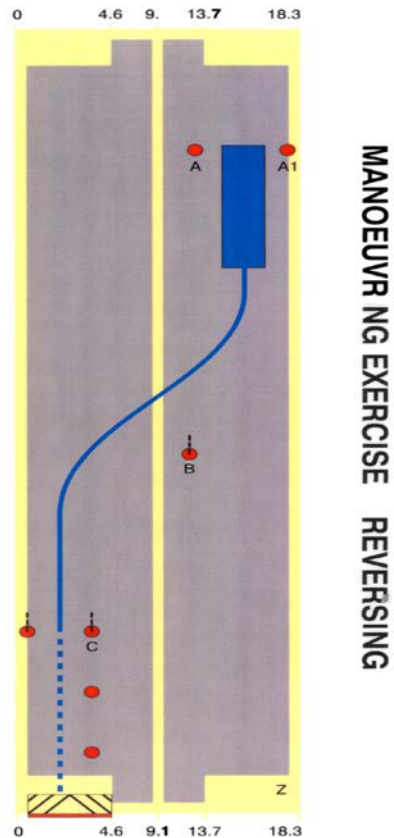 0 4.6 9. 13.7 18.3
A A1
B
C
Z
0 4.6 9.1 13.7 18.3
MANOEUVR NG EXERCISE REVERSING